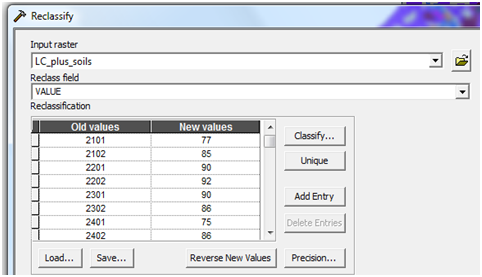 Reclassify
Input raster
LC_plus_soils
Reclass field
VALUE
Reclassification
Old values New values
2101 77
2102 85
2201 90
2202 92
2301 90
2302 86
2401 75
2402 86
Classify...
Unique
Add Entry
Delete Entries
Load... Save... Reverse New Values Precision...